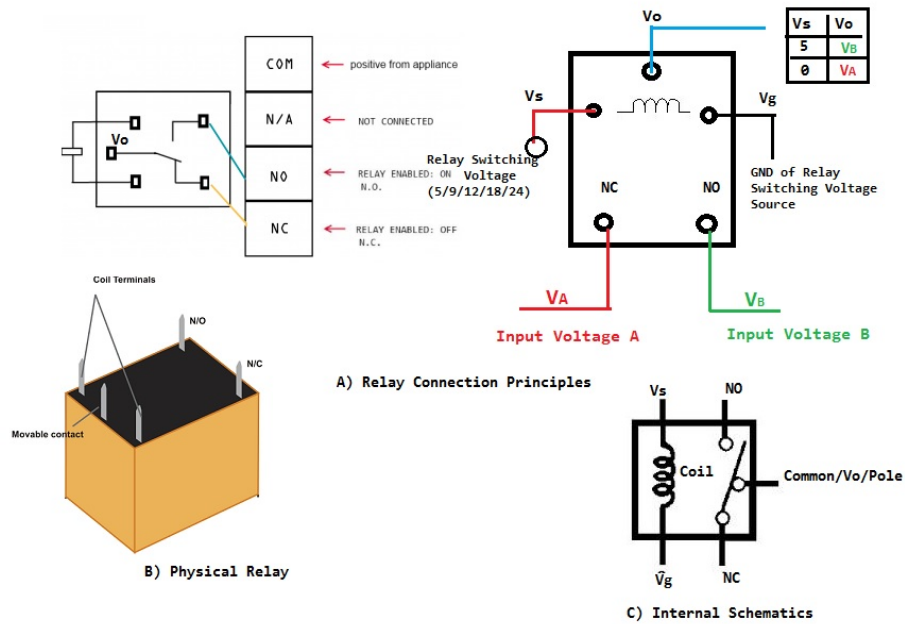 COM
positive from appliance
N/A
NOT CONNECTED
Vo
NO
RELAY ENABLED: ON
N.O.
NC
RELAY ENABLED: OFF
N.C.
Vo
Vs Vo
5 VB
0 VA
Vs
Vg
Relay Switching
Voltage
(5/9/12/18/24)
GND of Relay
Switching Voltage
Source
NC
NO
VA
VB
Input Voltage A
Input Voltage B
A) Relay Connection Principles
Coil Terminals
N/O
N/C
Movable contact
B) Physical Relay
Vs
NO
Coil
Common/Vo/Pole
Vg
NC
C) Internal Schematics